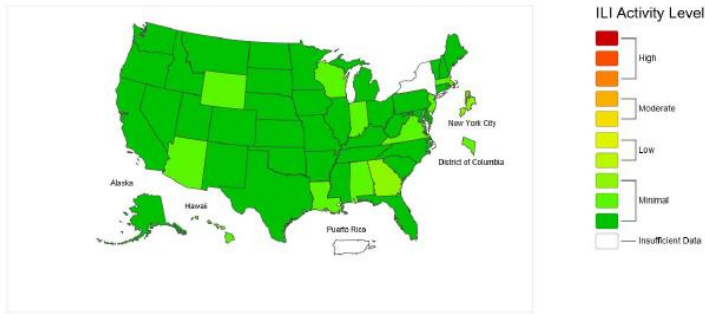 ILI Activity Level
High
Moderate
New York City
Low
District of Columbia
Alaska
Hawaii
Minimal
Puerto Rico
Insufficient Data